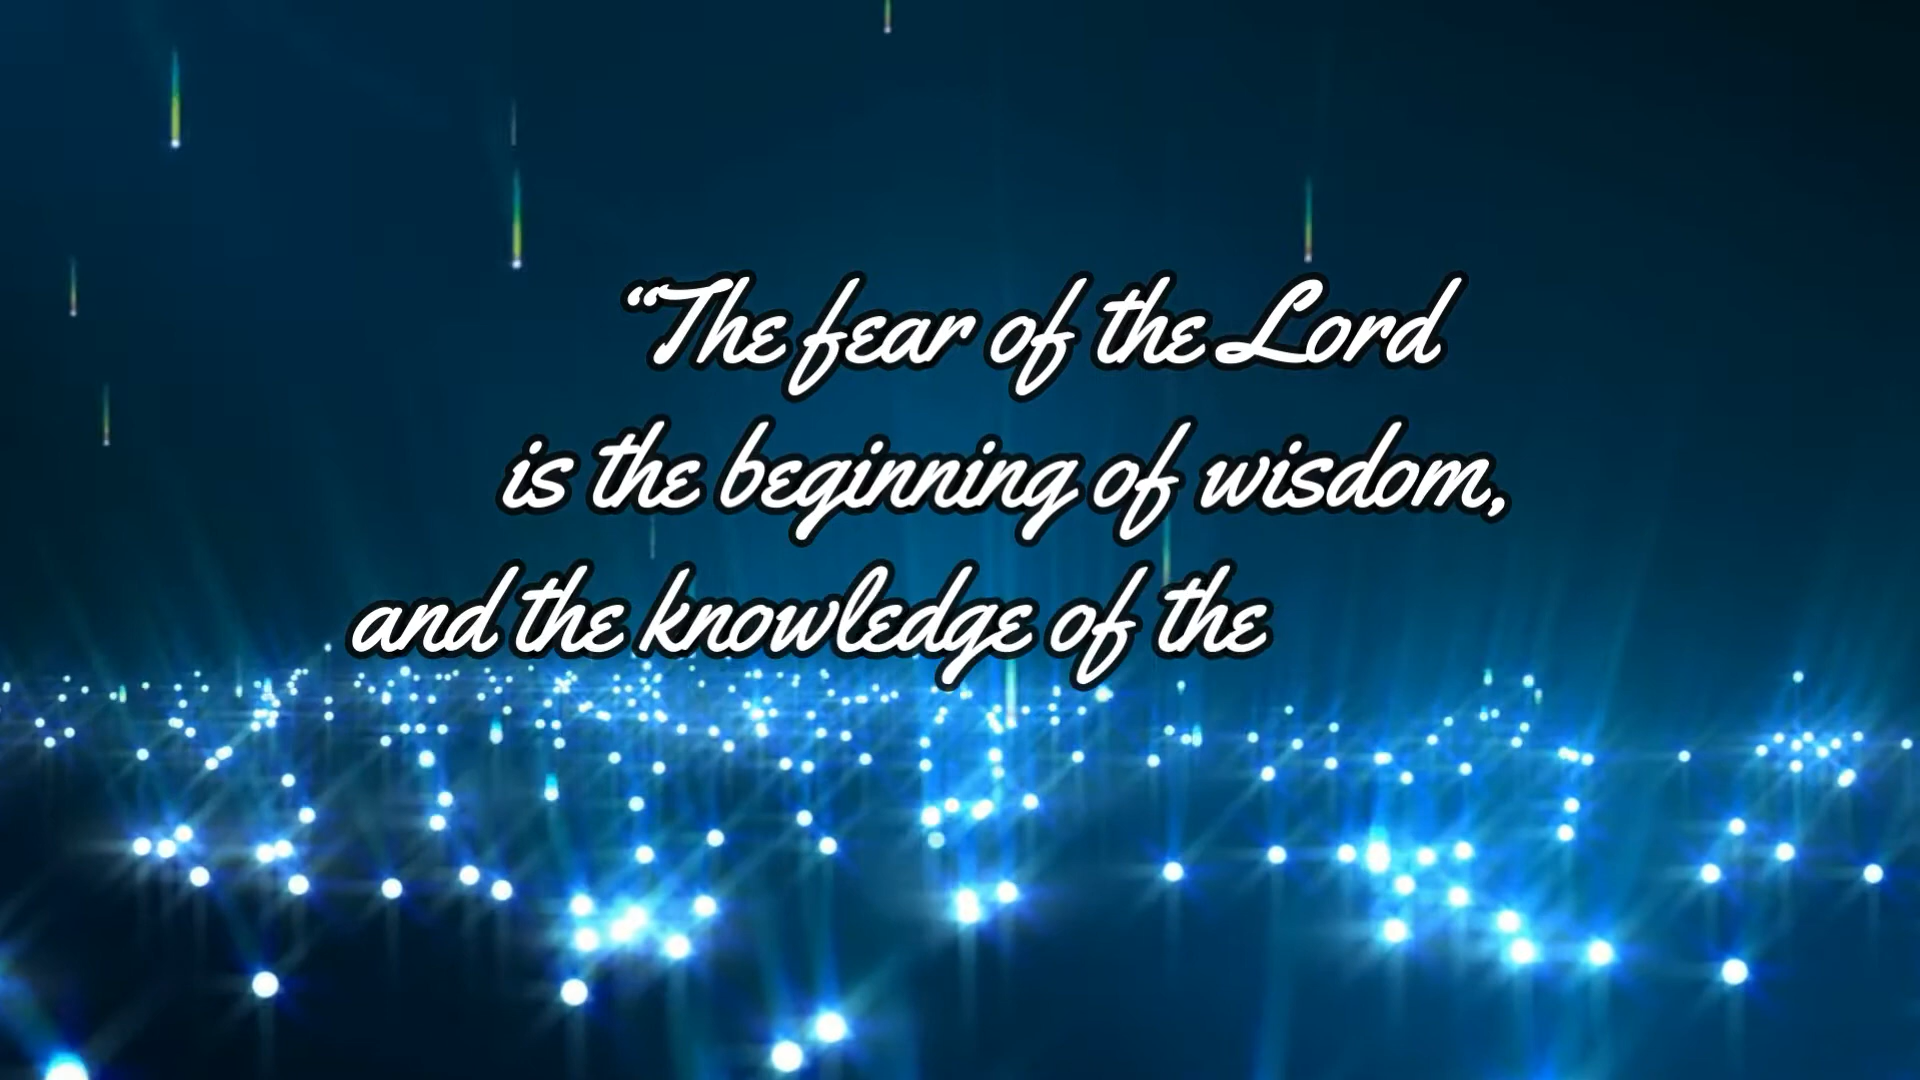 “The fear of the Lord
is the beginning of wisdom,
and the knowledge of the